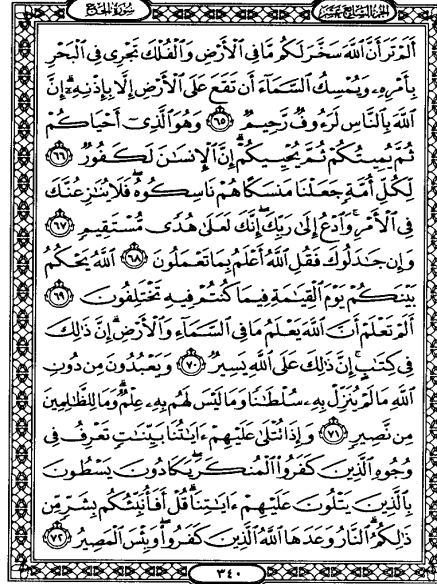 سورة الحج الجزء السابع عشر
أَلَمْ تَرَ أَنَّ ٱللَّهَ سَخَّرَ لَكُم مَّا فِى ٱلْأَرْضِ وَٱلْفُلْكَ تَجْرِى فِى ٱلْبَحْرِ
بِأَمْرِهِۦ وَيُمْسِكُ ٱلسَّمَآءَ أَن تَقَعَ عَلَى ٱلْأَرْضِ إِلَّا بِإِذْنِهِۦٓ ۗ إِنَّ
ٱللَّهَ بِٱلنَّاسِ لَرَءُوفٌ رَّحِيمٌ ٦٥ وَهُوَ ٱلَّذِىٓ أَحْيَاكُمْ
ثُمَّ يُمِيتُكُمْ ثُمَّ يُحْيِيكُمْ ۗ إِنَّ ٱلْإِنسَـٰنَ لَكَفُورٌ ٦٦
لِّكُلِّ أُمَّةٍ جَعَلْنَا مَنسَكًا هُمْ نَاسِكُوهُ ۖ فَلَا يُنَـٰزِعُنَّكَ
فِى ٱلْأَمْرِ ۚ وَٱدْعُ إِلَىٰ رَبِّكَ ۖ إِنَّكَ لَعَلَىٰ هُدًى مُّسْتَقِيمٍ ٦٧
وَإِن جَـٰدَلُوكَ فَقُلِ ٱللَّهُ أَعْلَمُ بِمَا تَعْمَلُونَ ٦٨ ٱللَّهُ يَحْكُمُ
بَيْنَكُمْ يَوْمَ ٱلْقِيَـٰمَةِ فِيمَا كُنتُمْ فِيهِ تَخْتَلِفُونَ ٦٩
أَلَمْ تَعْلَمْ أَنَّ ٱللَّهَ يَعْلَمُ مَا فِى ٱلسَّمَآءِ وَٱلْأَرْضِ ۗ إِنَّ ذَٰلِكَ
فِى كِتَـٰبٍ ۚ إِنَّ ذَٰلِكَ عَلَى ٱللَّهِ يَسِيرٌ ٧٠ وَيَعْبُدُونَ مِن دُونِ
ٱللَّهِ مَا لَمْ يُنَزِّلْ بِهِۦ سُلْطَـٰنًا وَمَا لَيْسَ لَهُم بِهِۦ عِلْمٌ ۗ وَمَا لِلظَّـٰلِمِينَ
مِن نَّصِيرٍ ٧١ وَإِذَا تُتْلَىٰ عَلَيْهِمْ ءَايَـٰتُنَا بَيِّنَـٰتٍ تَعْرِفُ فِى
وُجُوهِ ٱلَّذِينَ كَفَرُوا۟ ٱلْمُنكَرَ ۖ يَكَادُونَ يَسْطُونَ
بِٱلَّذِينَ يَتْلُونَ عَلَيْهِمْ ءَايَـٰتِنَا ۗ قُلْ أَفَأُنَبِّئُكُم بِشَرٍّ مِّن
ذَٰلِكُمُ ۗ ٱلنَّارُ وَعَدَهَا ٱللَّهُ ٱلَّذِينَ كَفَرُوا۟ ۖ وَبِئْسَ ٱلْمَصِيرُ ٧٢
٣٤٠